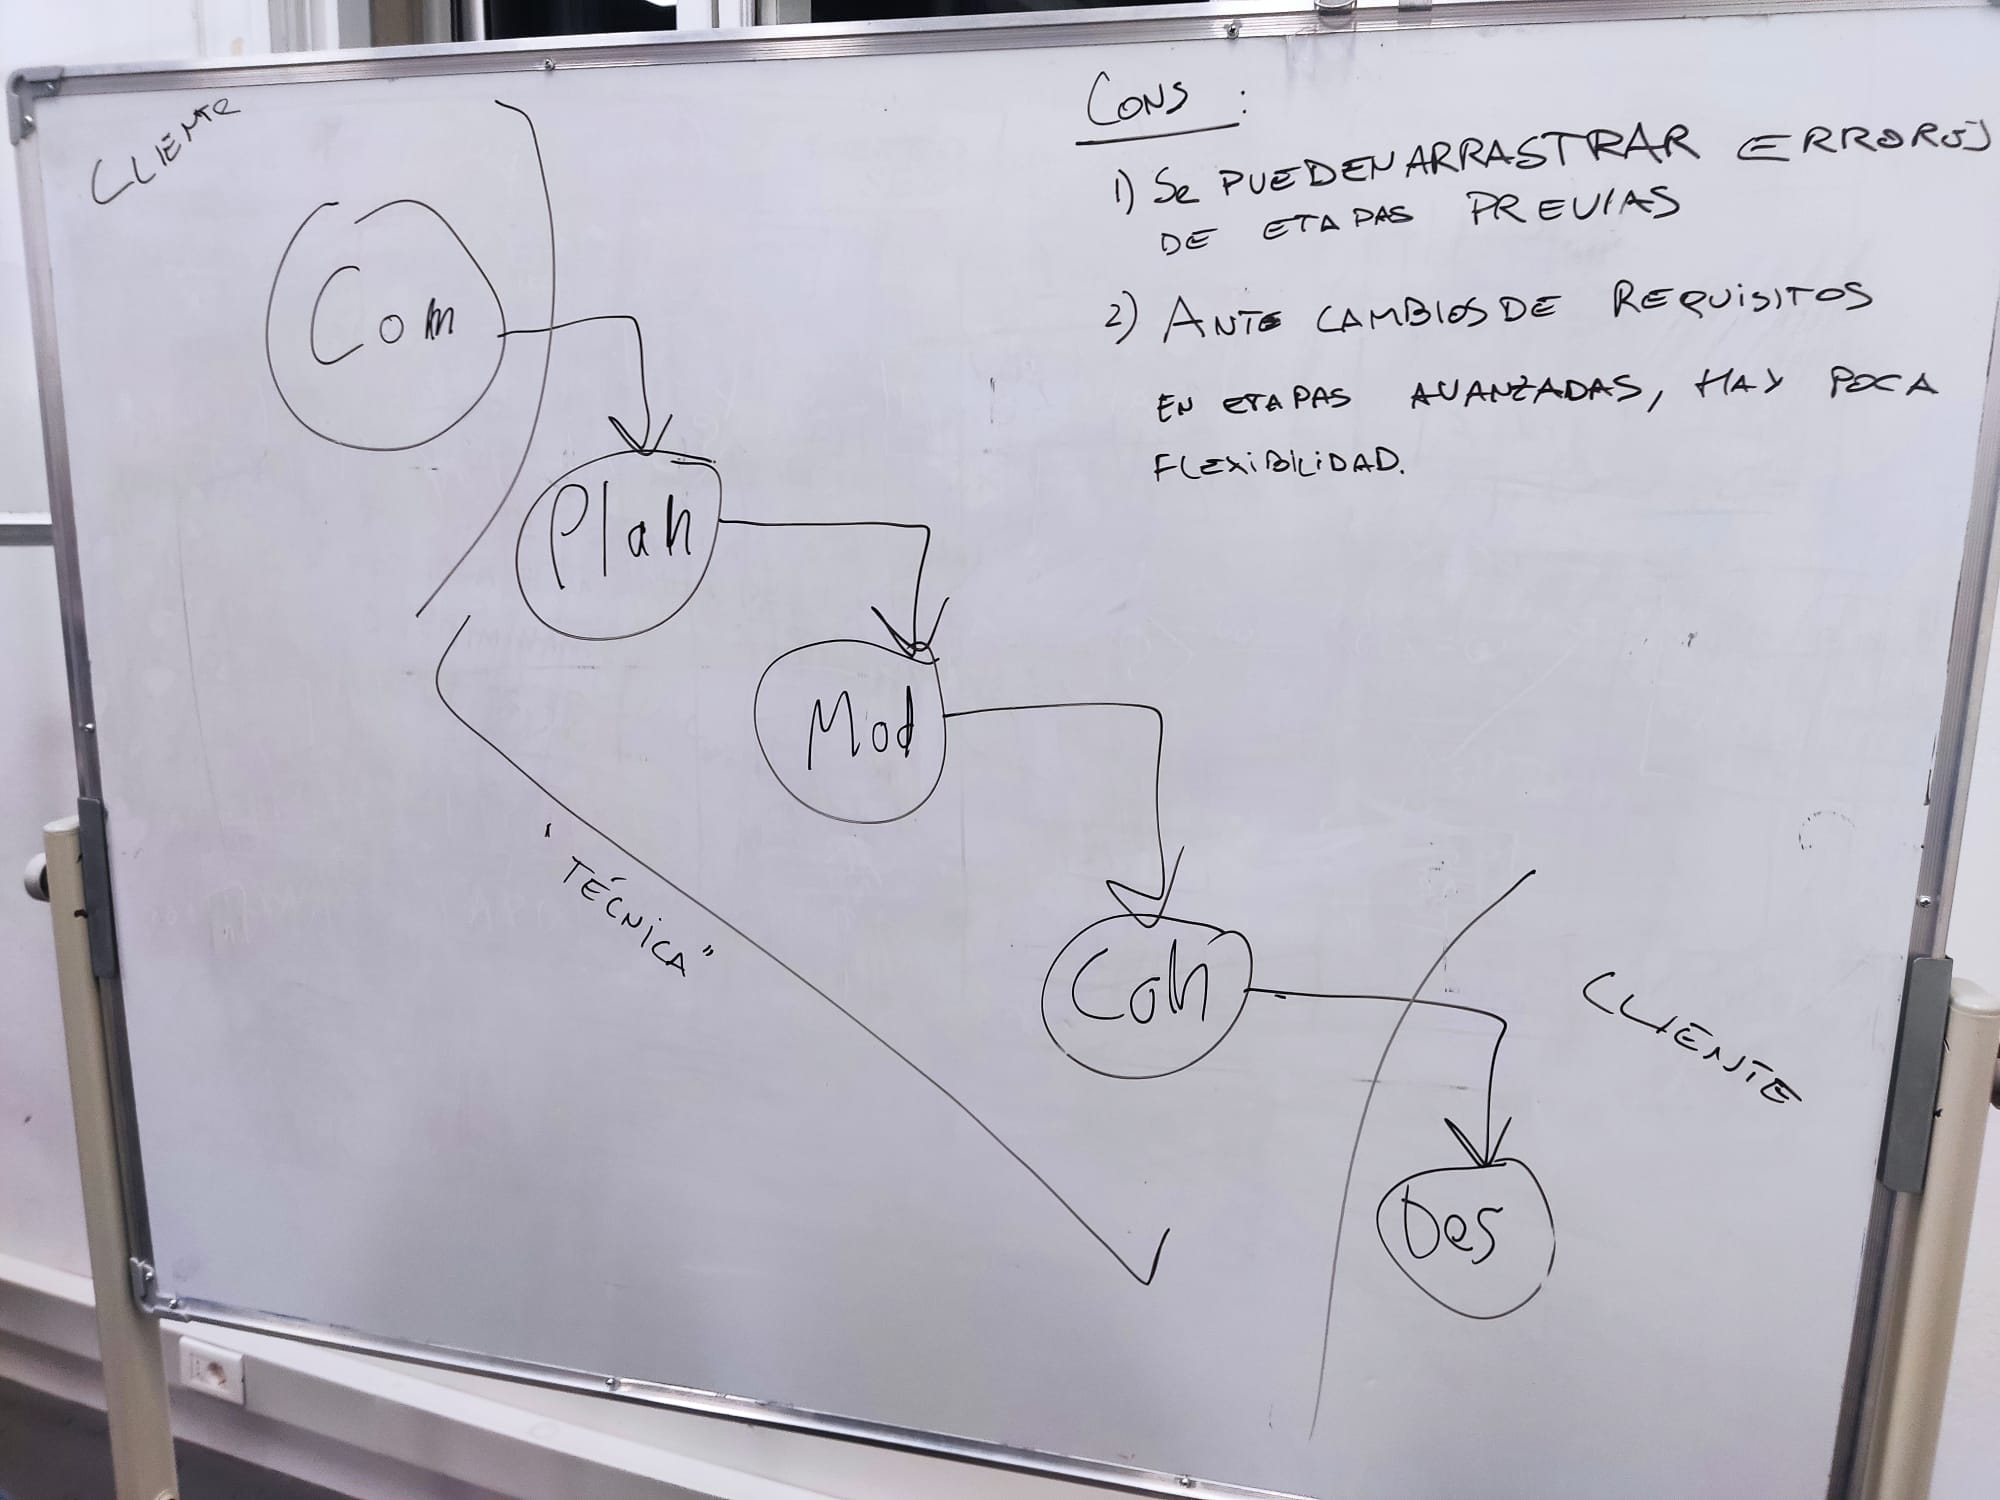 CLIENTE
Com
Plan
Mod
Con
Des
"TÉCNICA"
CLIENTE
CONS :
1) Se PUEDEN ARRASTRAR ERRORES
DE ETAPAS PREVIAS
2) ANTE CAMBIOS DE REQUISITOS
EN ETAPAS AVANZADAS, HAY POCA
FLEXIBILIDAD.